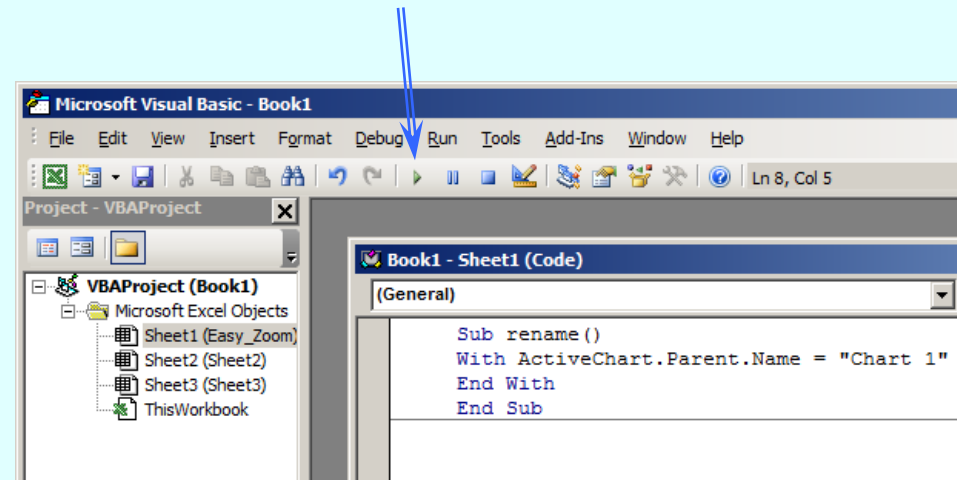 Microsoft Visual Basic - Book1
File Edit View Insert Format Debug Run Tools Add-Ins Window Help
Ln 8, Col 5
Project - VBAProject
Book1 - Sheet1 (Code)
(General)
VBAProject (Book1)
Microsoft Excel Objects
Sheet1 (Easy_Zoom)
Sheet2 (Sheet2)
Sheet3 (Sheet3)
ThisWorkbook
Sub rename()
With ActiveChart.Parent.Name = "Chart 1"
End With
End Sub